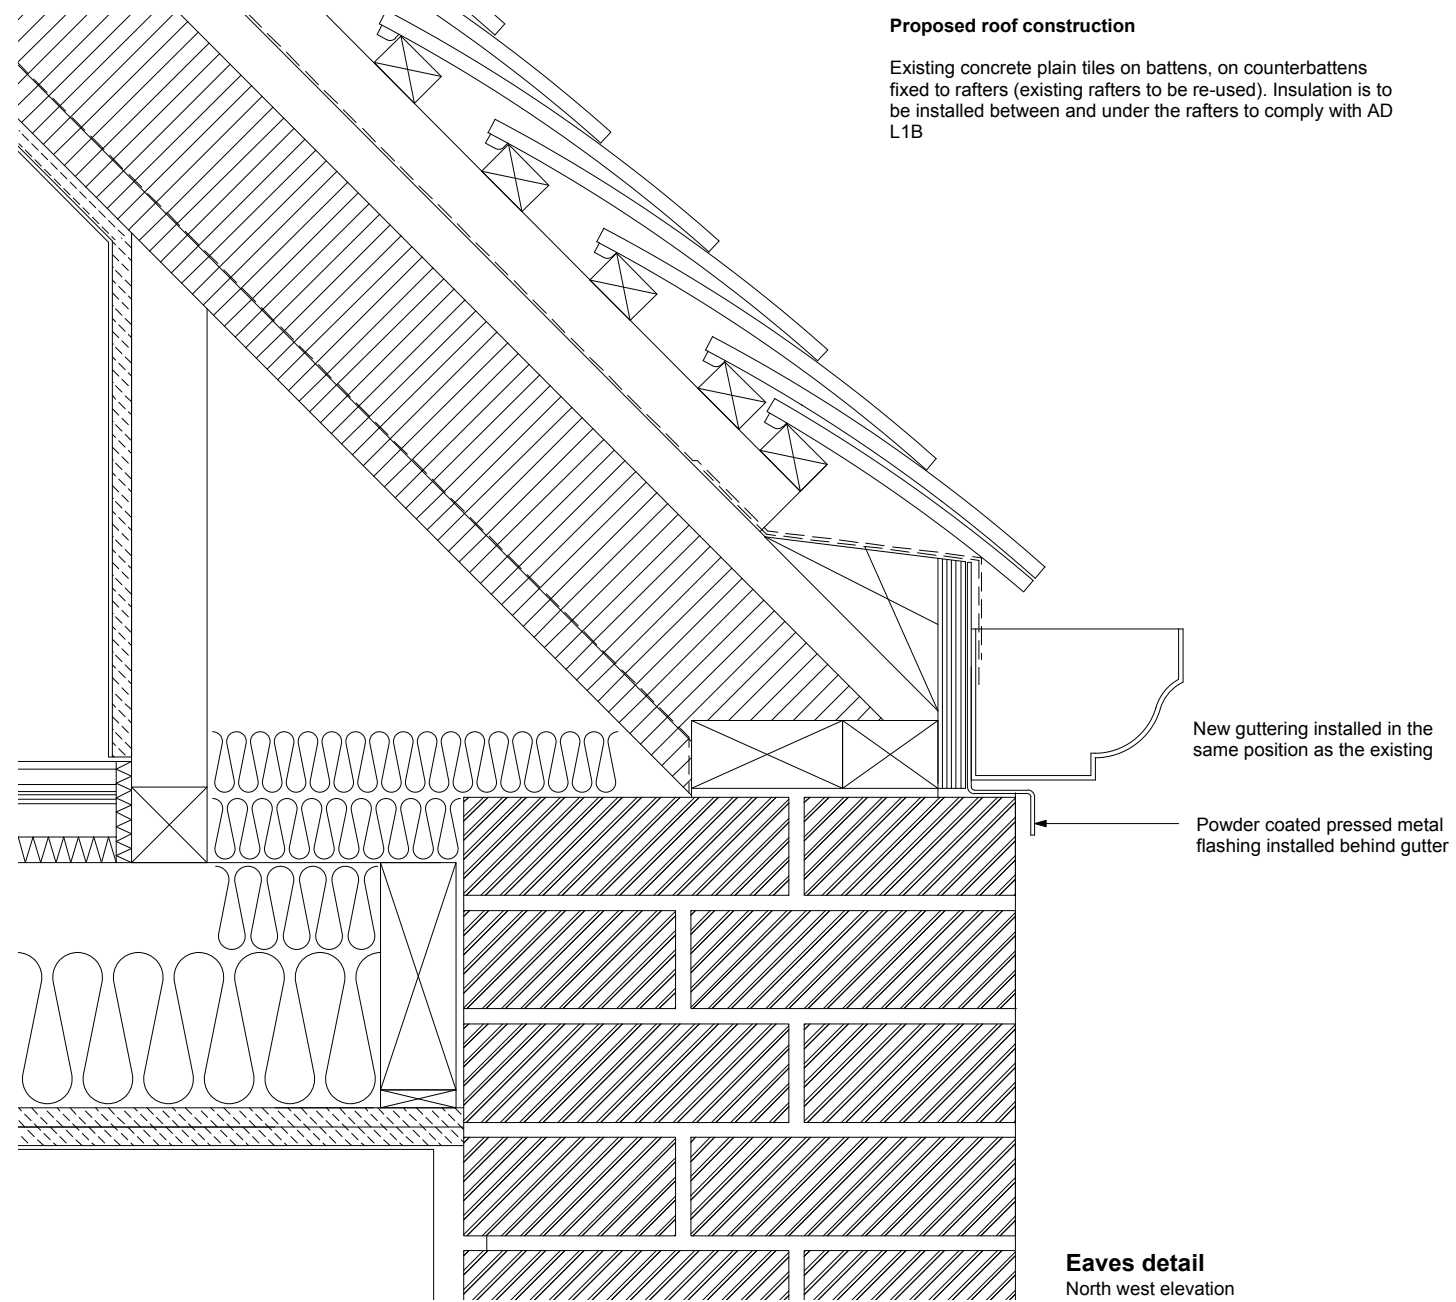 Proposed roof construction
Existing concrete plain tiles on battens, on counterbattens
fixed to rafters (existing rafters to be re-used). Insulation is to
be installed between and under the rafters to comply with AD
L1B
New guttering installed in the
same position as the existing
Powder coated pressed metal
flashing installed behind gutter
Eaves detail
North west elevation